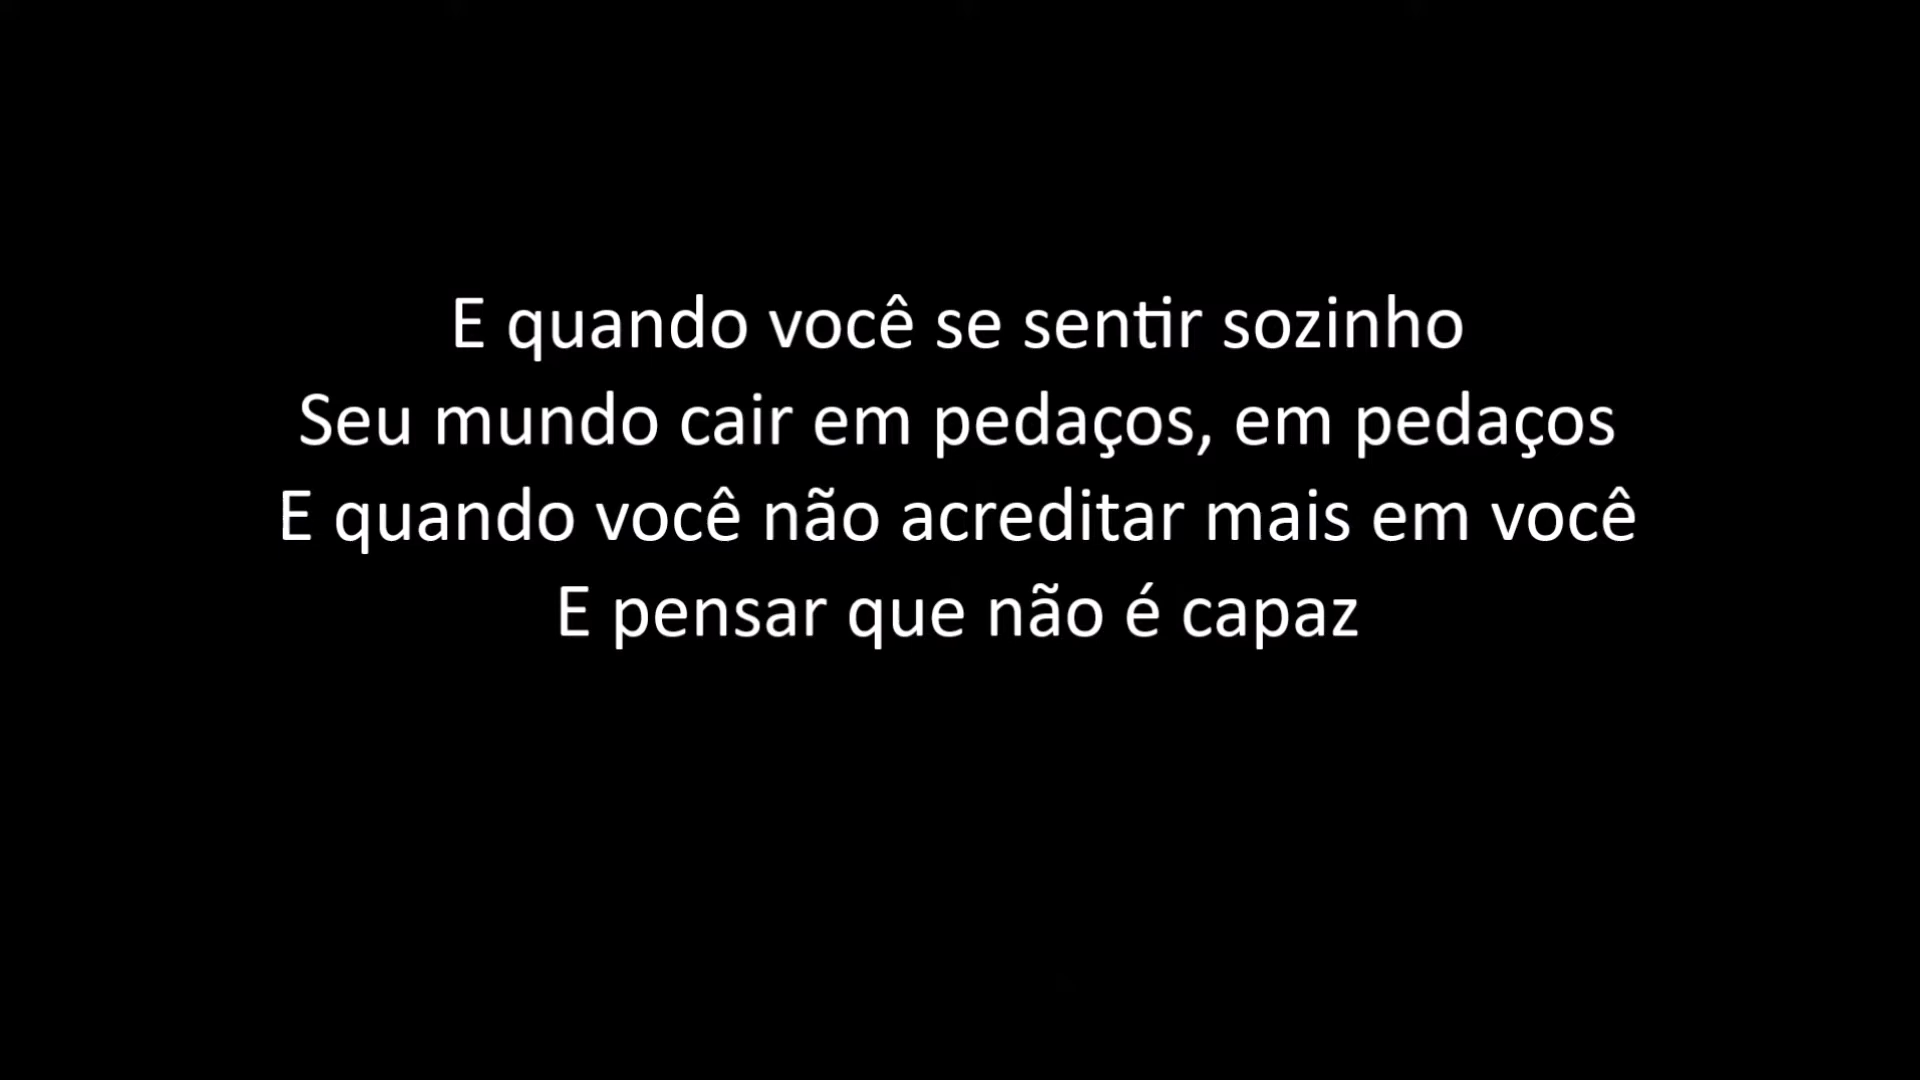 E quando você se sentir sozinho
Seu mundo cair em pedaços, em pedaços
E quando você não acreditar mais em você
E pensar que não é capaz